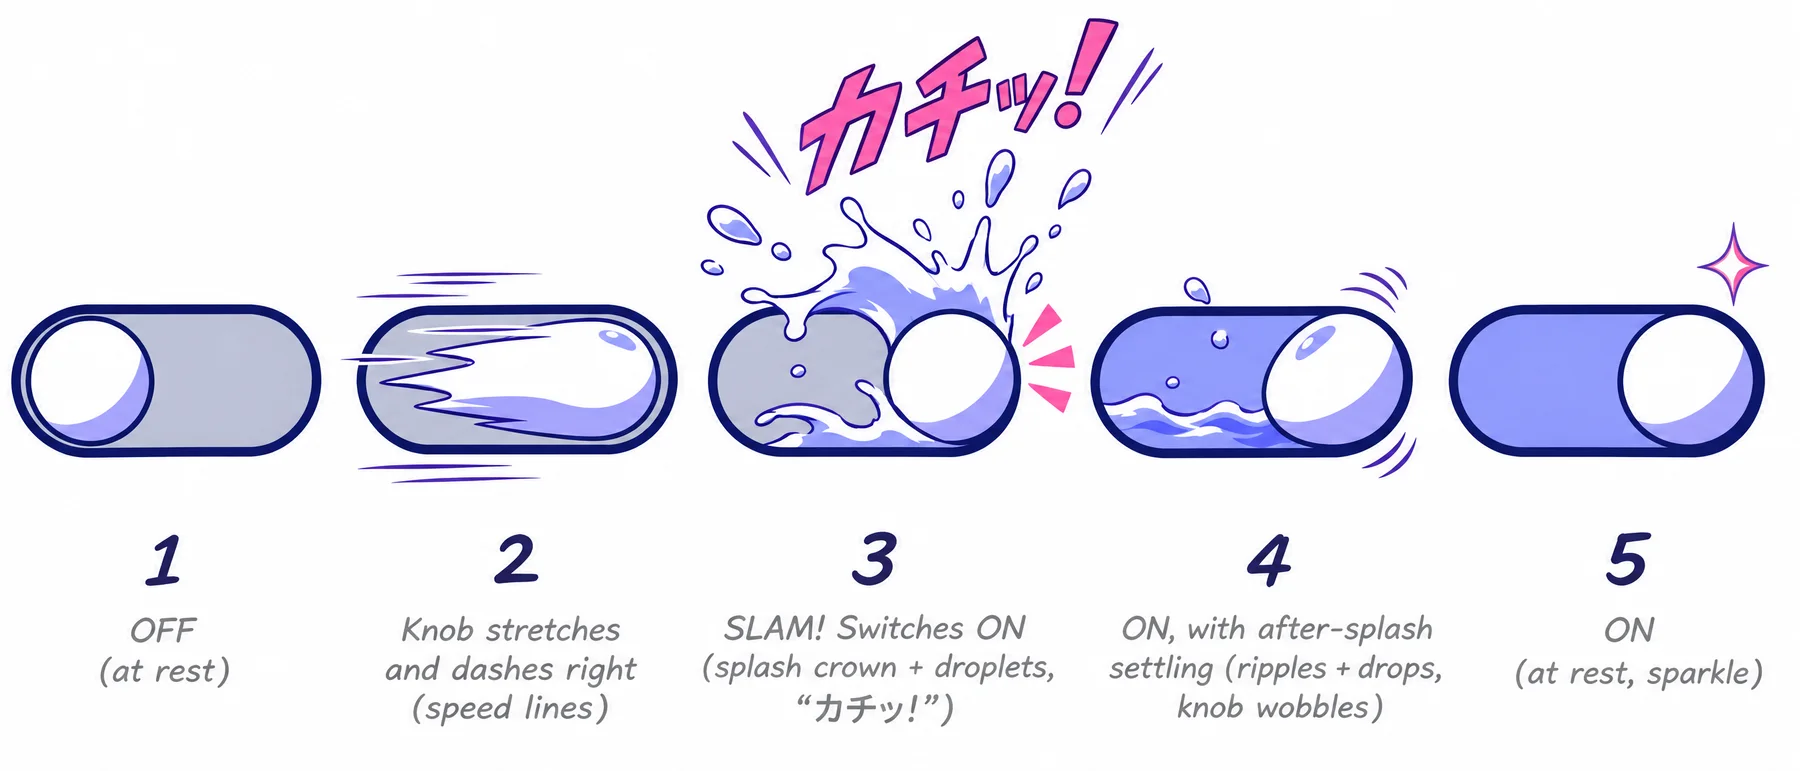 カチッ!
1
OFF
(at rest)
2
Knob stretches
and dashes right
(speed lines)
3
SLAM! Switches ON
(splash crown + droplets,
“カチッ!”)
4
ON, with after-splash
settling (ripples + drops,
knob wobbles)
5
ON
(at rest, sparkle)